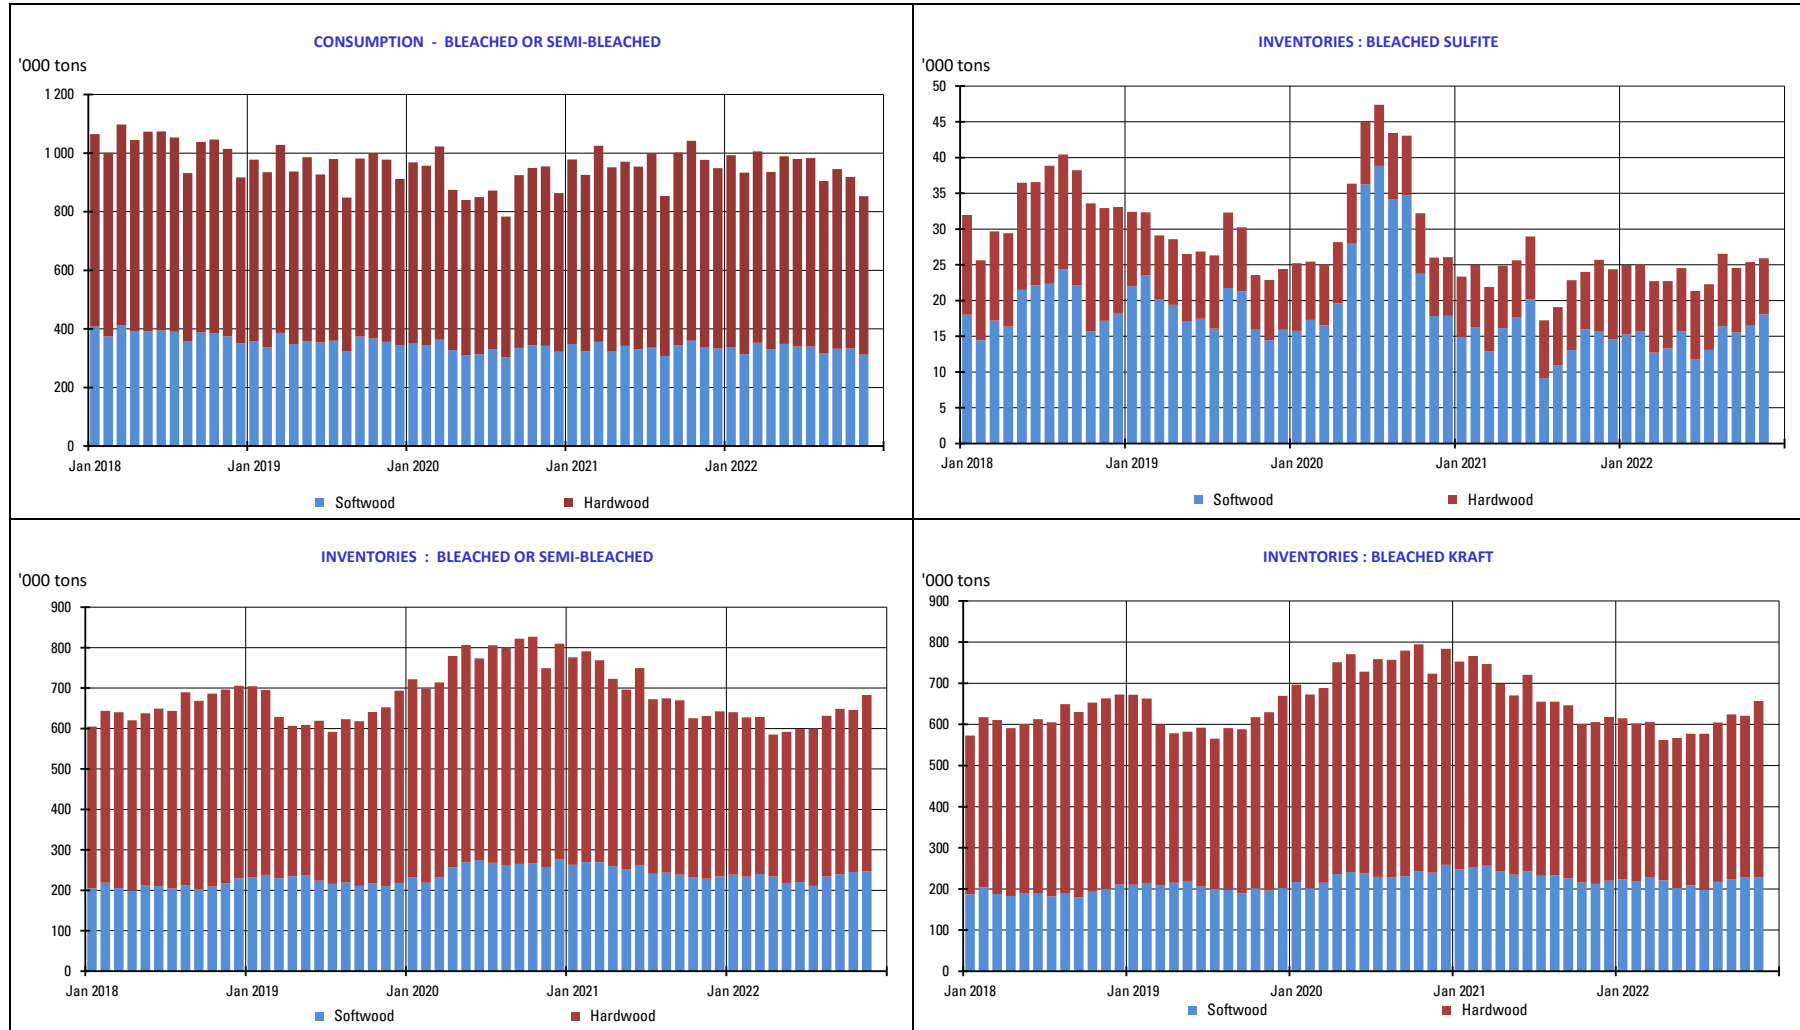 CONSUMPTION - BLEACHED OR SEMI-BLEACHED
'000 tons
1 200
1 000
800
600
400
200
0
Jan 2018 Jan 2019 Jan 2020 Jan 2021 Jan 2022
Softwood Hardwood
INVENTORIES : BLEACHED SULFITE
'000 tons
50
45
40
35
30
25
20
15
10
5
0
Jan 2018 Jan 2019 Jan 2020 Jan 2021 Jan 2022
Softwood Hardwood
INVENTORIES : BLEACHED OR SEMI-BLEACHED
'000 tons
900
800
700
600
500
400
300
200
100
0
Jan 2018 Jan 2019 Jan 2020 Jan 2021 Jan 2022
Softwood Hardwood
INVENTORIES : BLEACHED KRAFT
'000 tons
900
800
700
600
500
400
300
200
100
0
Jan 2018 Jan 2019 Jan 2020 Jan 2021 Jan 2022
Softwood Hardwood